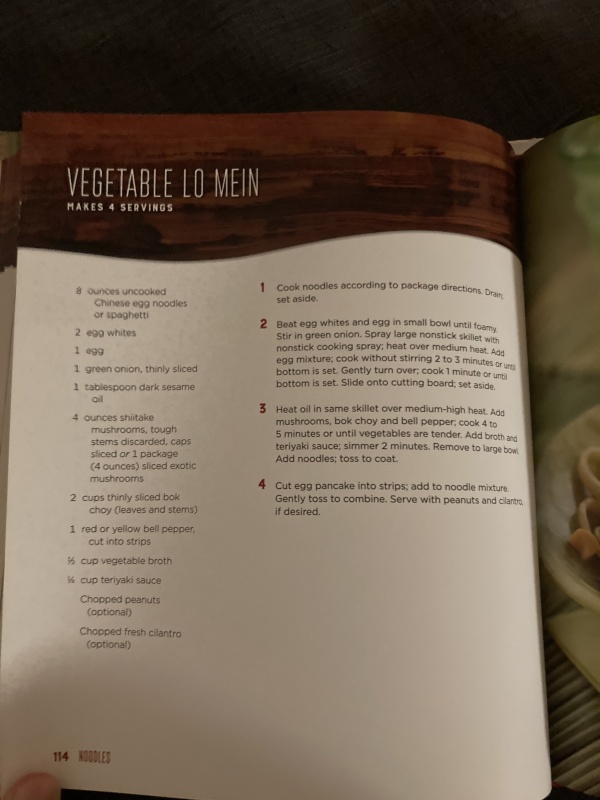 VEGETABLE LO MEIN
MAKES 4 SERVINGS
8 ounces uncooked
Chinese egg noodles
or spaghetti
2 egg whites
1 egg
1 green onion, thinly sliced
1 tablespoon dark sesame
oil
4 ounces shiitake
mushrooms, tough
stems discarded, caps
sliced or 1 package
(4 ounces) sliced exotic
mushrooms
2 cups thinly sliced bok
choy (leaves and stems)
1 red or yellow bell pepper,
cut into strips
cup vegetable broth
cup teriyaki sauce
Chopped peanuts
(optional)
Chopped fresh cilantro
(optional)
1 Cook noodles according to package directions. Drain;
set aside.
2 Beat egg whites and egg in small bowl until foamy.
Stir in green onion. Spray large nonstick skillet with
nonstick cooking spray; heat over medium heat. Add
egg mixture; cook without stirring 2 to 3 minutes or until
bottom is set. Gently turn over; cook 1 minute or until
bottom is set. Slide onto cutting board; set aside.
3 Heat oil in same skillet over medium-high heat. Add
mushrooms, bok choy and bell pepper; cook 4 to
5 minutes or until vegetables are tender. Add broth and
teriyaki sauce; simmer 2 minutes. Remove to large bowl.
Add noodles; toss to coat.
4 Cut egg pancake into strips; add to noodle mixture.
Gently toss to combine. Serve with peanuts and cilantro,
if desired.
114 NOODLES